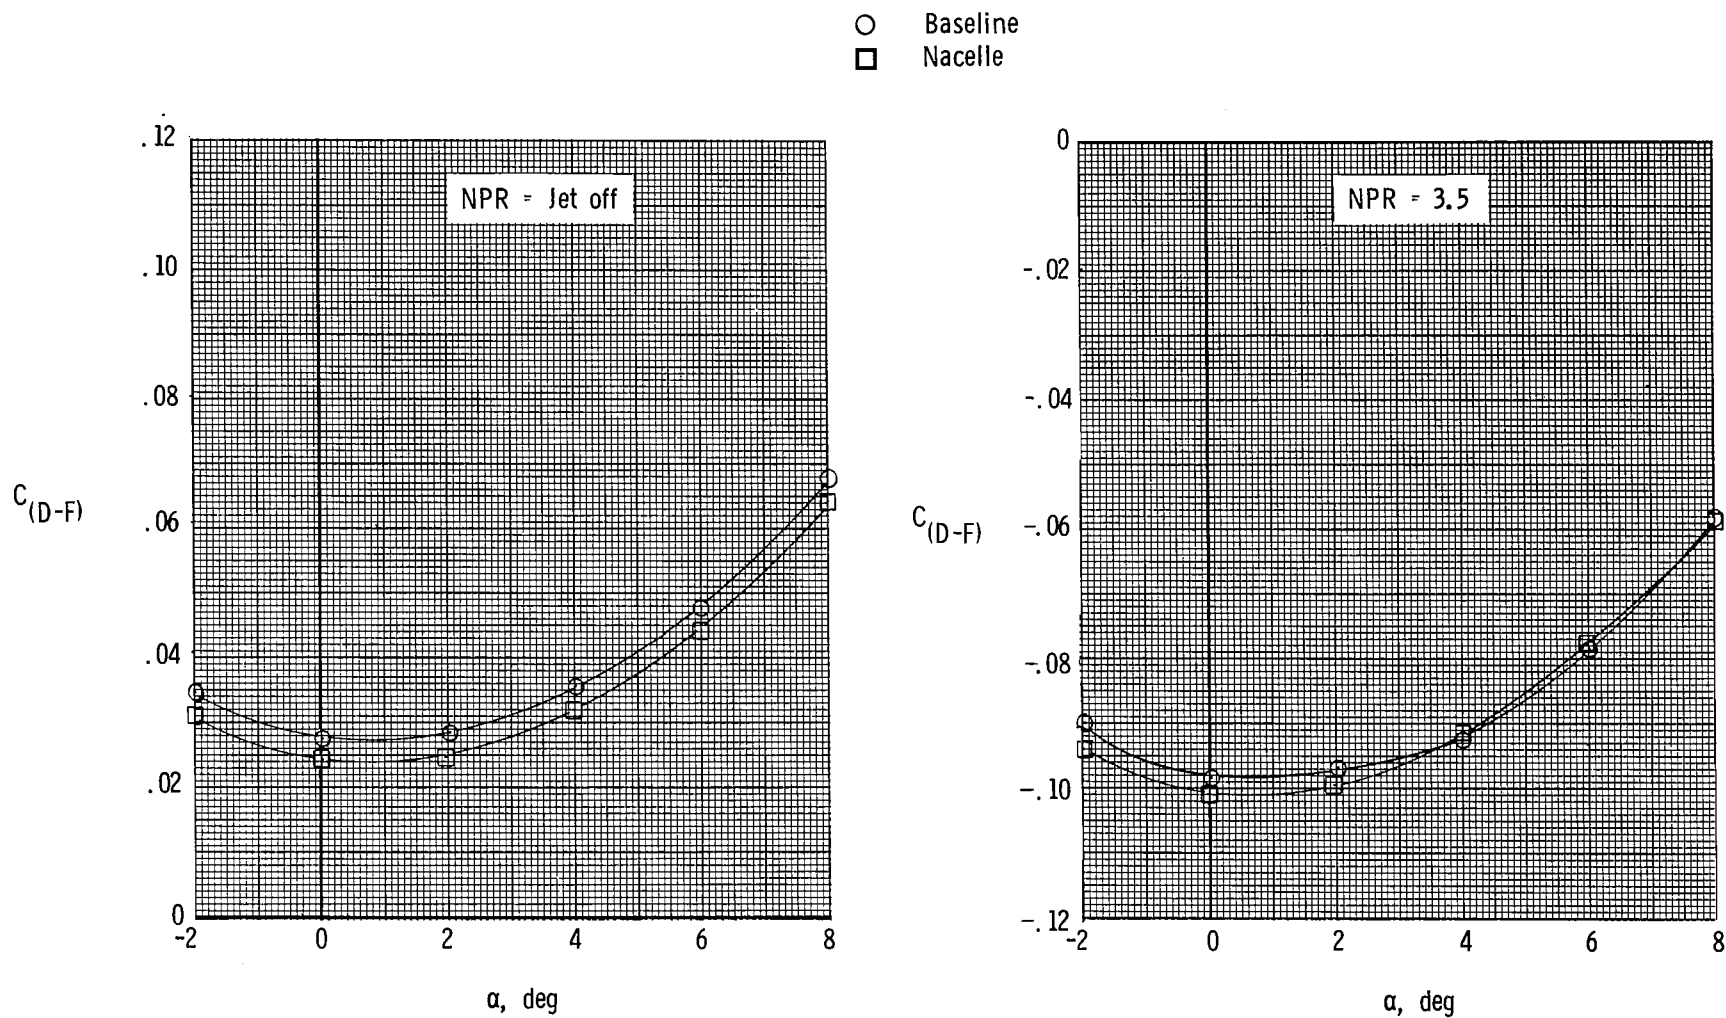 Baseline
Nacelle
NPR = Jet off
.12
.10
.08
.06
.04
.02
0
C(D-F)
-2 0 2 4 6 8
α, deg
NPR = 3.5
0
-.02
-.04
-.06
-.08
-.10
-.12
C(D-F)
-2 0 2 4 6 8
α, deg